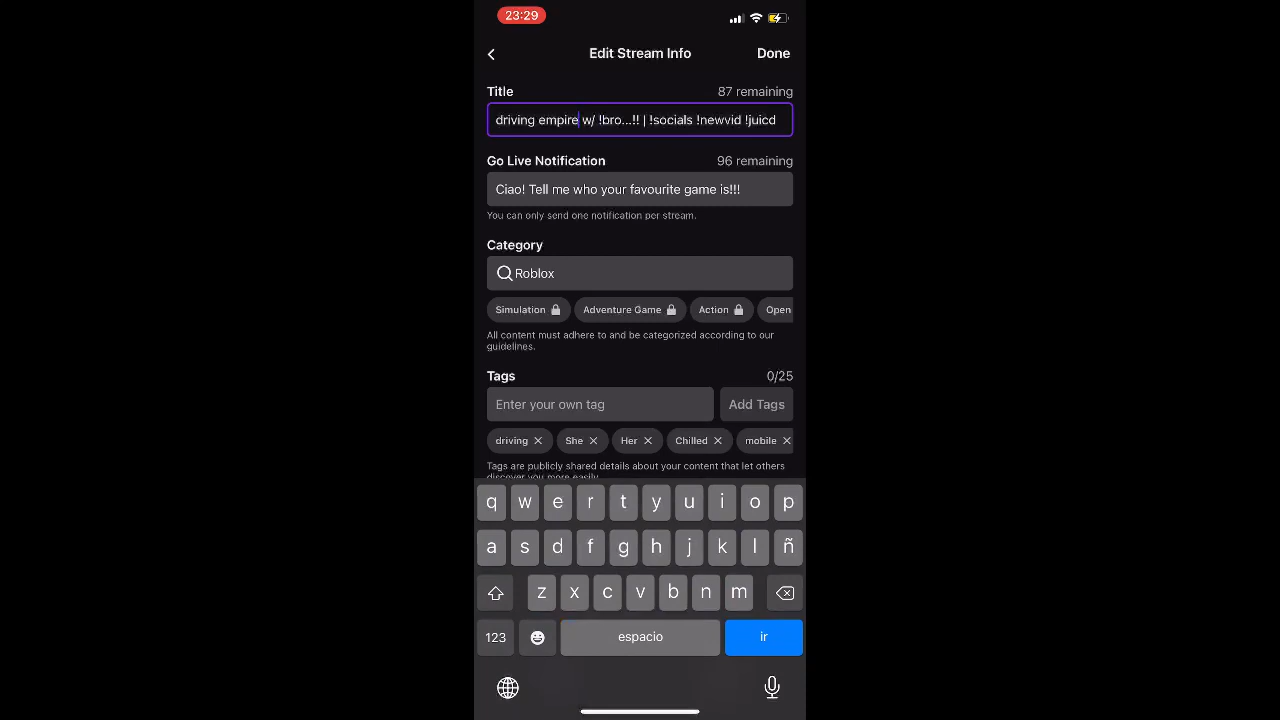 23:29
Edit Stream Info Done
Title 87 remaining
driving empire w/ !bro...!! | !socials !newvid !juicd
Go Live Notification 96 remaining
Ciao! Tell me who your favourite game is!!!
You can only send one notification per stream.
Category
Roblox
Simulation Adventure Game Action Open
All content must adhere to and be categorized according to our
guidelines.
Tags 0/25
Enter your own tag Add Tags
driving She Her Chilled mobile
Tags are publicly shared details about your content that let others
discover you more easily.
q w e r t y u i o p
a s d f g h j k l ñ
z x c v b n m
123 espacio ir